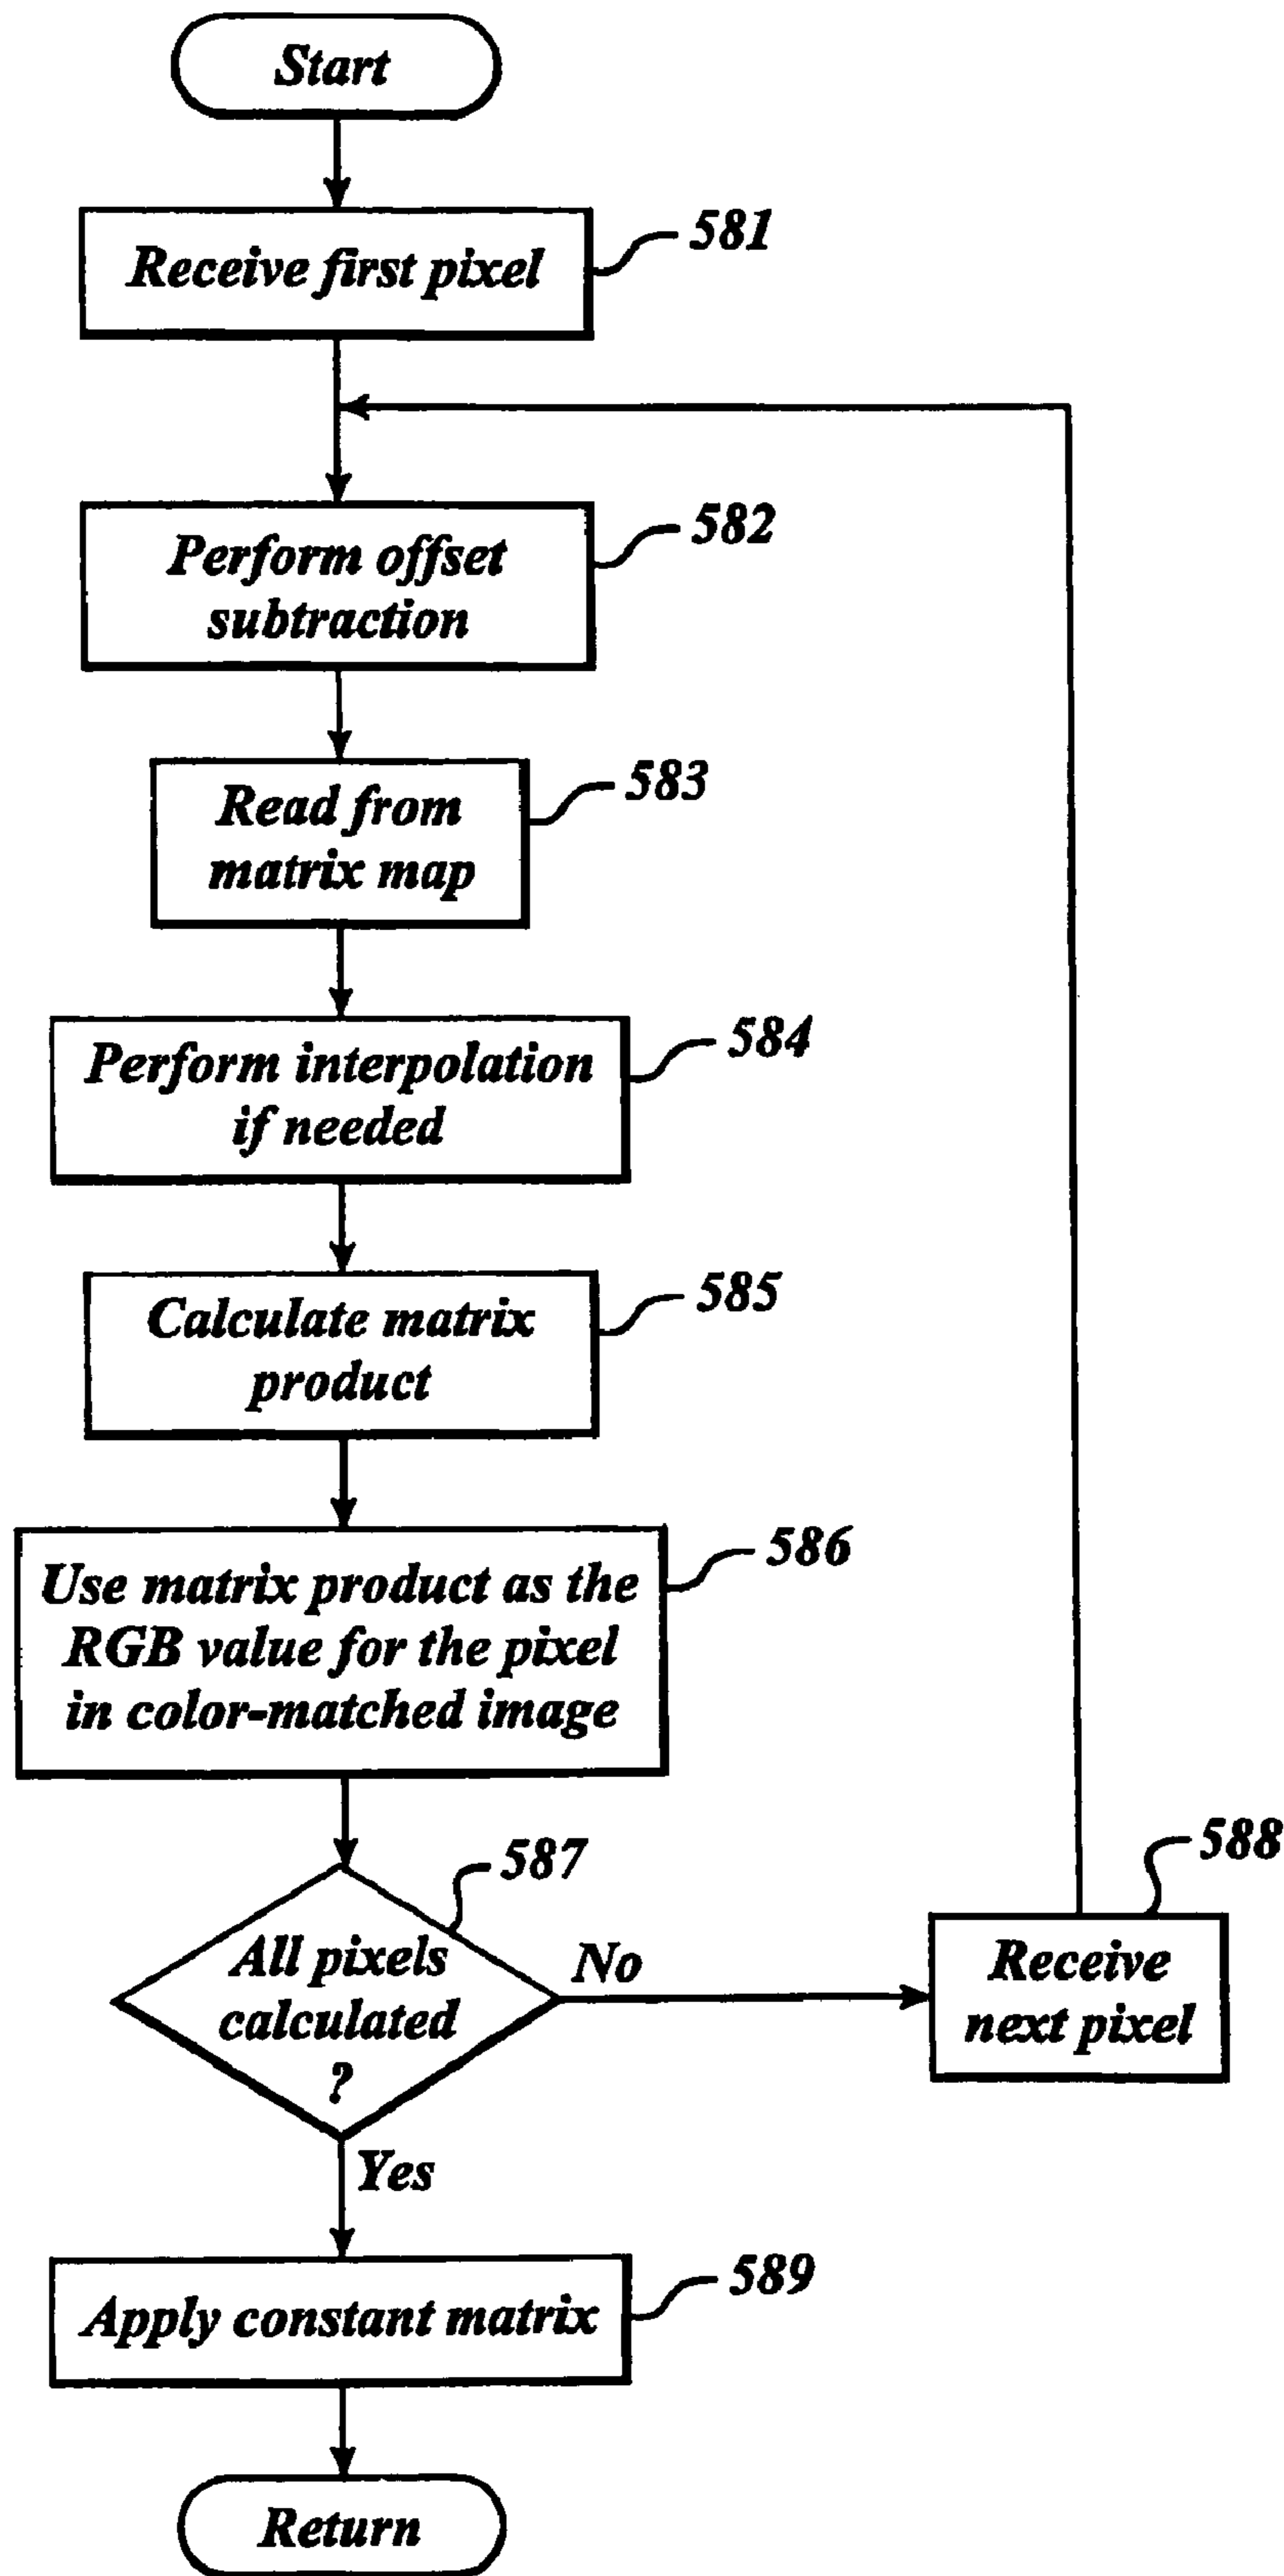 Start
581
Receive first pixel
582
Perform offset
subtraction
583
Read from
matrix map
584
Perform interpolation
if needed
585
Calculate matrix
product
586
Use matrix product as the
RGB value for the pixel
in color-matched image
587
All pixels
calculated
?
No
588
Receive
next pixel
Yes
589
Apply constant matrix
Return